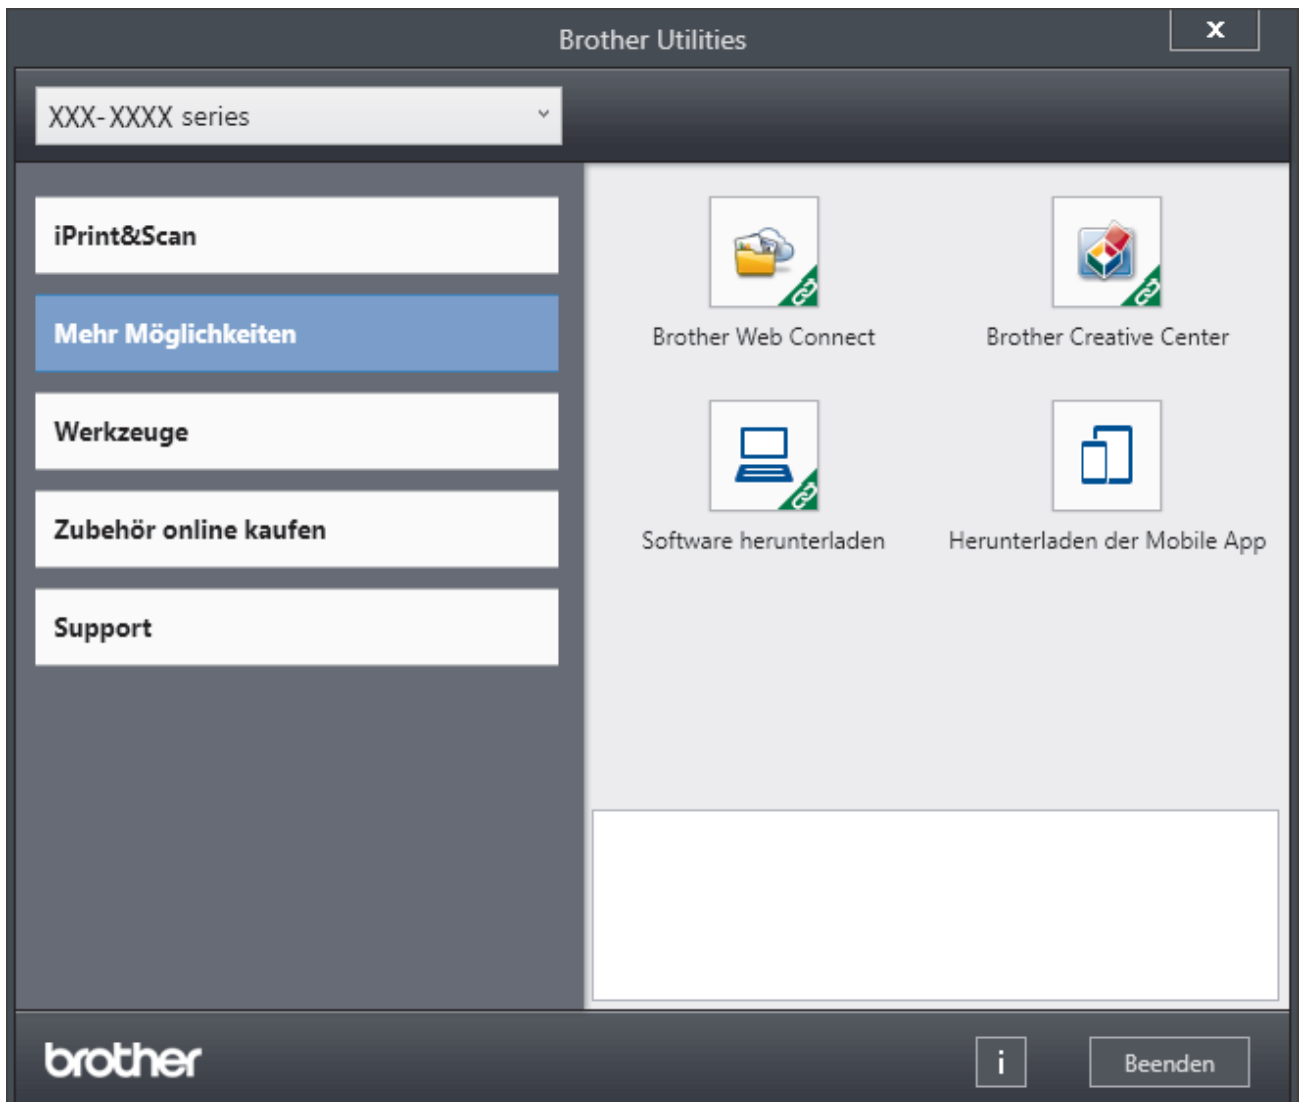 Brother Utilities
X
XXX-XXXX series
iPrint&Scan
Mehr Möglichkeiten
Werkzeuge
Zubehör online kaufen
Support
Brother Web Connect
Brother Creative Center
Software herunterladen
Herunterladen der Mobile App
brother
i
Beenden